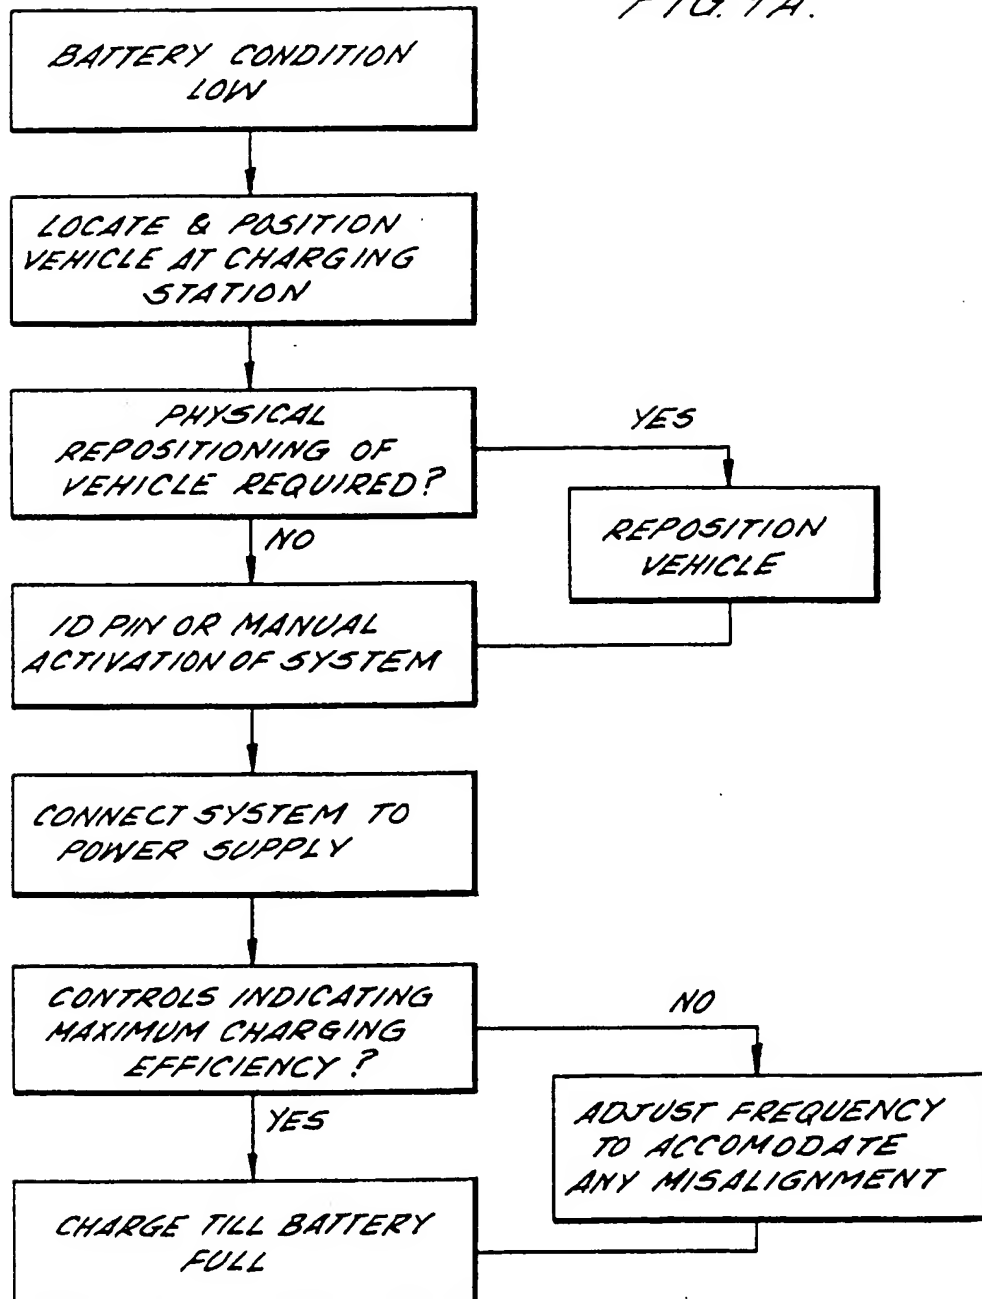 FIG. 1A.
BATTERY CONDITION
LOW
LOCATE & POSITION
VEHICLE AT CHARGING
STATION
PHYSICAL
REPOSITIONING OF
VEHICLE REQUIRED?
YES
REPOSITION
VEHICLE
NO
ID PIN OR MANUAL
ACTIVATION OF SYSTEM
CONNECT SYSTEM TO
POWER SUPPLY
CONTROLS INDICATING
MAXIMUM CHARGING
EFFICIENCY?
NO
ADJUST FREQUENCY
TO ACCOMODATE
ANY MISALIGNMENT
YES
CHARGE TILL BATTERY
FULL